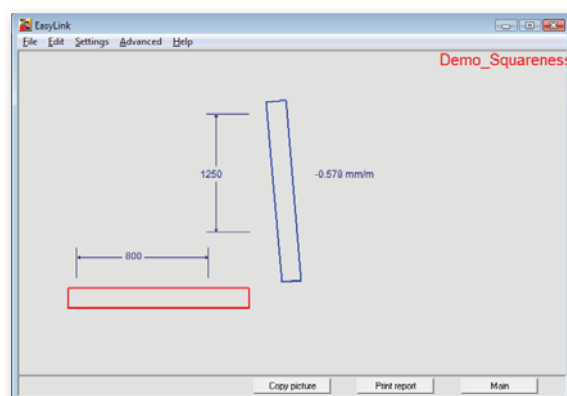 EasyLink
File Edit Settings Advanced Help
Demo_Squareness
1250
-0.578 mm/m
800
Copy picture Print report Main